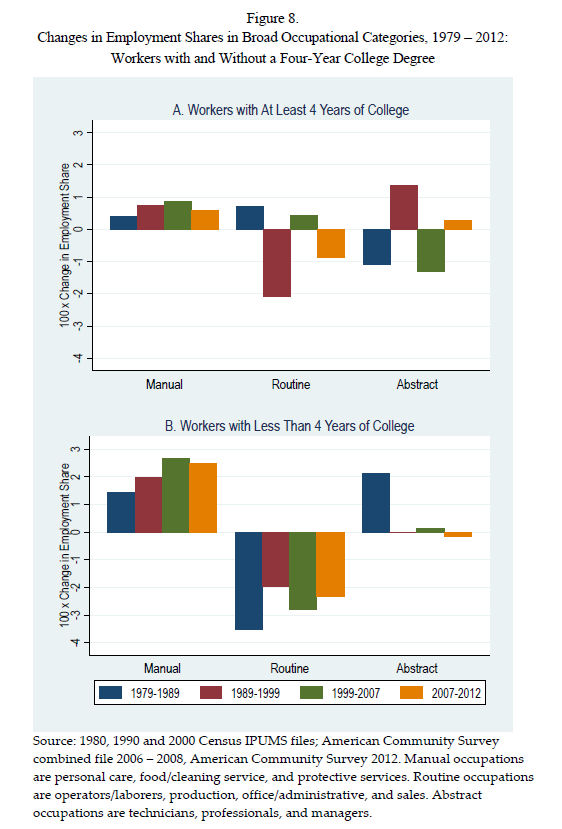 Figure 8.
Changes in Employment Shares in Broad Occupational Categories, 1979 – 2012:
Workers with and Without a Four-Year College Degree
A. Workers with At Least 4 Years of College
100 x Change in Employment Share
3
2
1
0
-1
-2
-3
-4
Manual Routine Abstract
B. Workers with Less Than 4 Years of College
100 x Change in Employment Share
3
2
1
0
-1
-2
-3
-4
Manual Routine Abstract
1979-1989 1989-1999 1999-2007 2007-2012
Source: 1980, 1990 and 2000 Census IPUMS files; American Community Survey
combined file 2006 – 2008, American Community Survey 2012. Manual occupations
are personal care, food/cleaning service, and protective services. Routine occupations
are operators/laborers, production, office/administrative, and sales. Abstract
occupations are technicians, professionals, and managers.